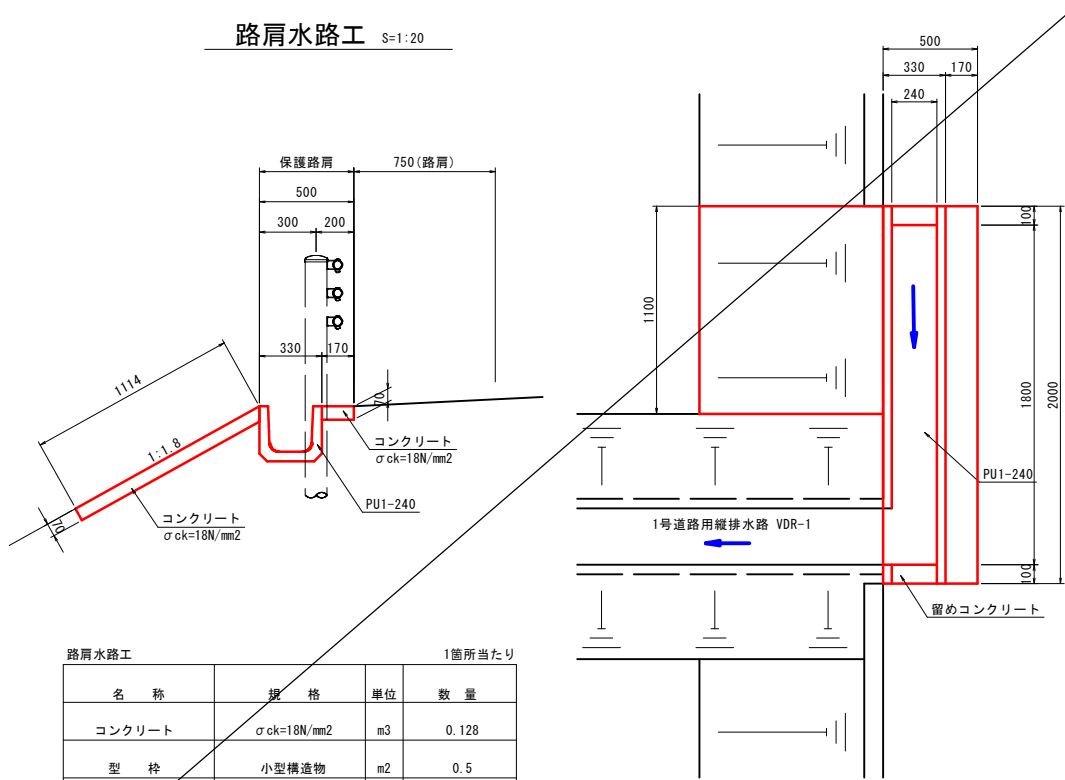 路肩水路工 S=1:20
保護路肩
750(路肩)
500
300
200
330
170
1114
1:1.8
70
70
コンクリート
σck=18N/mm2
PU1-240
コンクリート
σck=18N/mm2
500
330
170
240
1100
100
1800
2000
100
PU1-240
1号道路用縦排水路 VDR-1
留めコンクリート
路肩水路工 1箇所当たり
名 称 規 格 単位 数 量
コンクリート σck=18N/mm2 m3 0.128
型 枠 小型構造物 m2 0.5